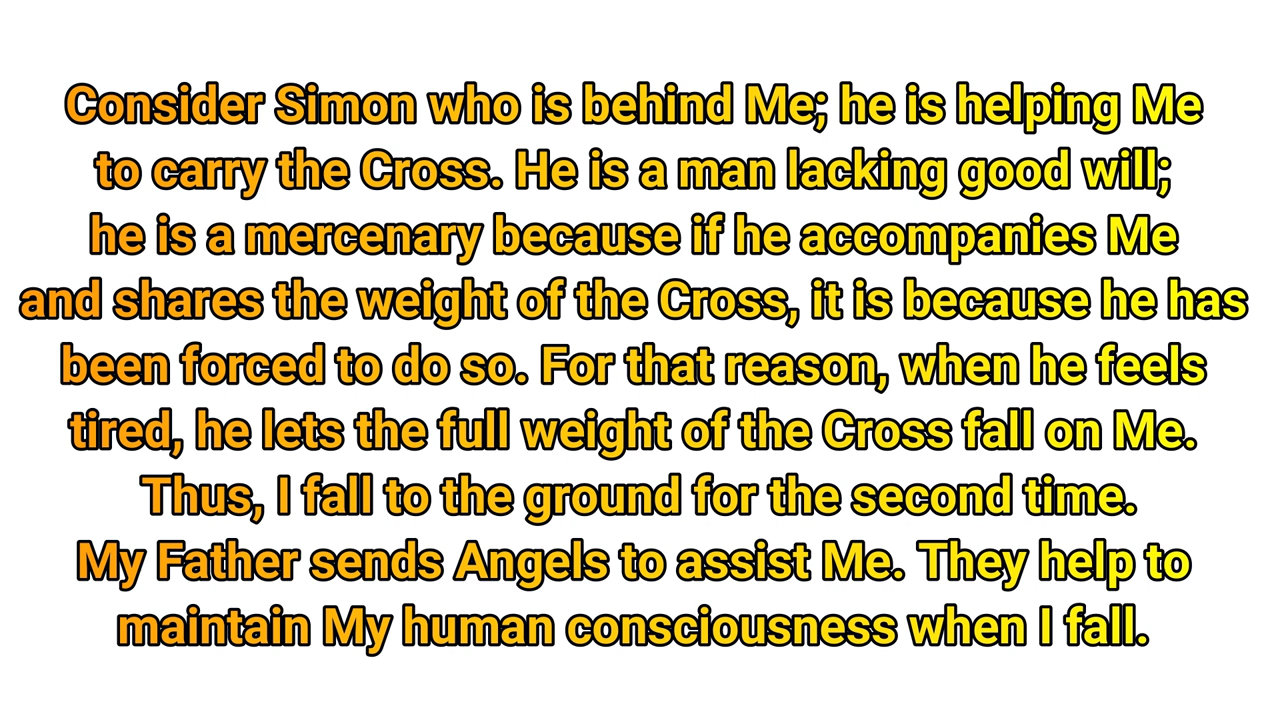 Consider Simon who is behind Me; he is helping Me
to carry the Cross. He is a man lacking good will;
he is a mercenary because if he accompanies Me
and shares the weight of the Cross, it is because he has
been forced to do so. For that reason, when he feels
tired, he lets the full weight of the Cross fall on Me.
Thus, I fall to the ground for the second time.
My Father sends Angels to assist Me. They help to
maintain My human consciousness when I fall.